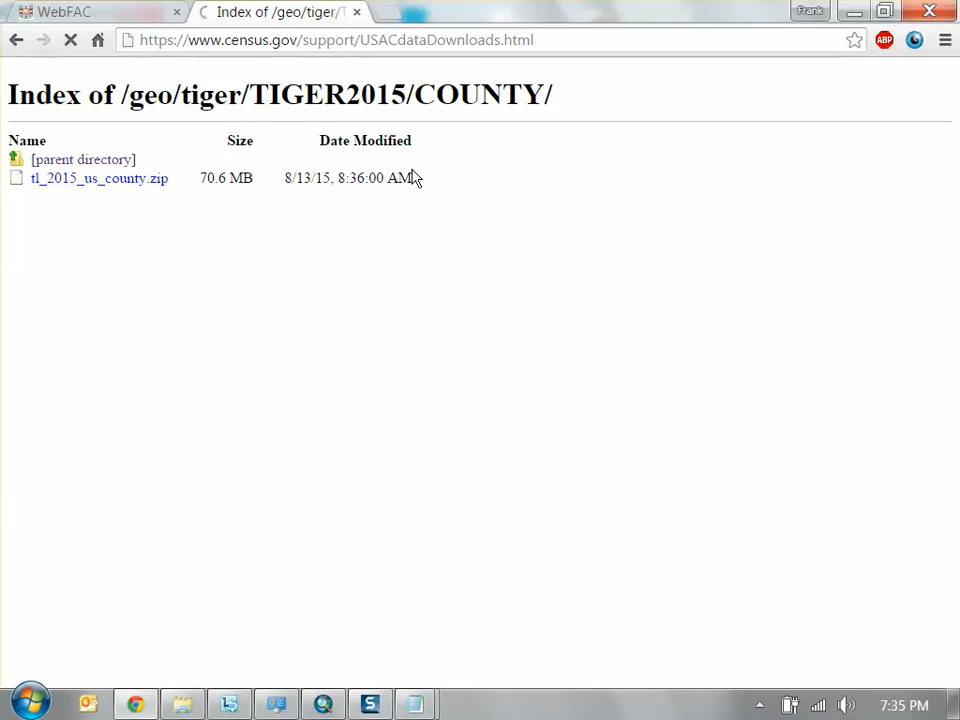 WebFAC
Index of /geo/tiger/
Frank
https://www.census.gov/support/USACdataDownloads.html
ABP
Index of /geo/tiger/TIGER2015/COUNTY/
Name Size Date Modified
[parent directory]
tl_2015_us_county.zip 70.6 MB 8/13/15, 8:36:00 AM
7:35 PM